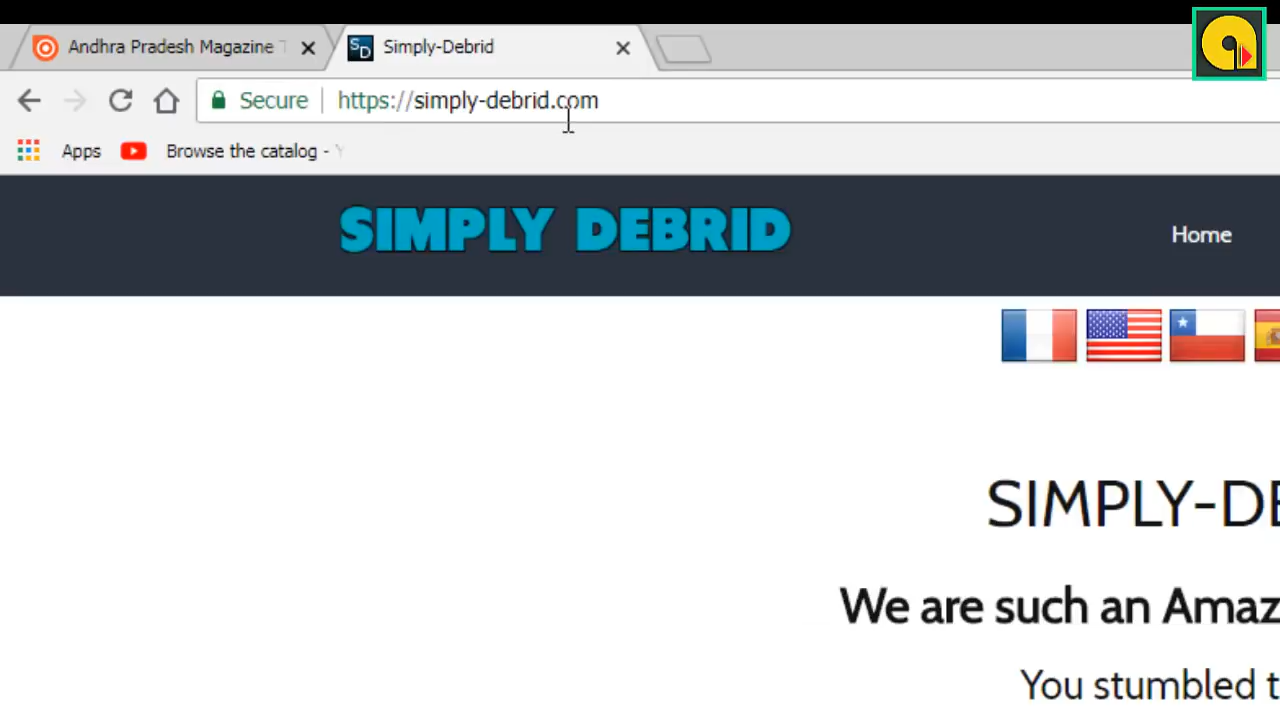 Andhra Pradesh Magazine
Simply-Debrid
Secure
https://simply-debrid.com
Apps
Browse the catalog -
SIMPLY DEBRID
Home
SIMPLY-DE
We are such an Amaz
You stumbled t